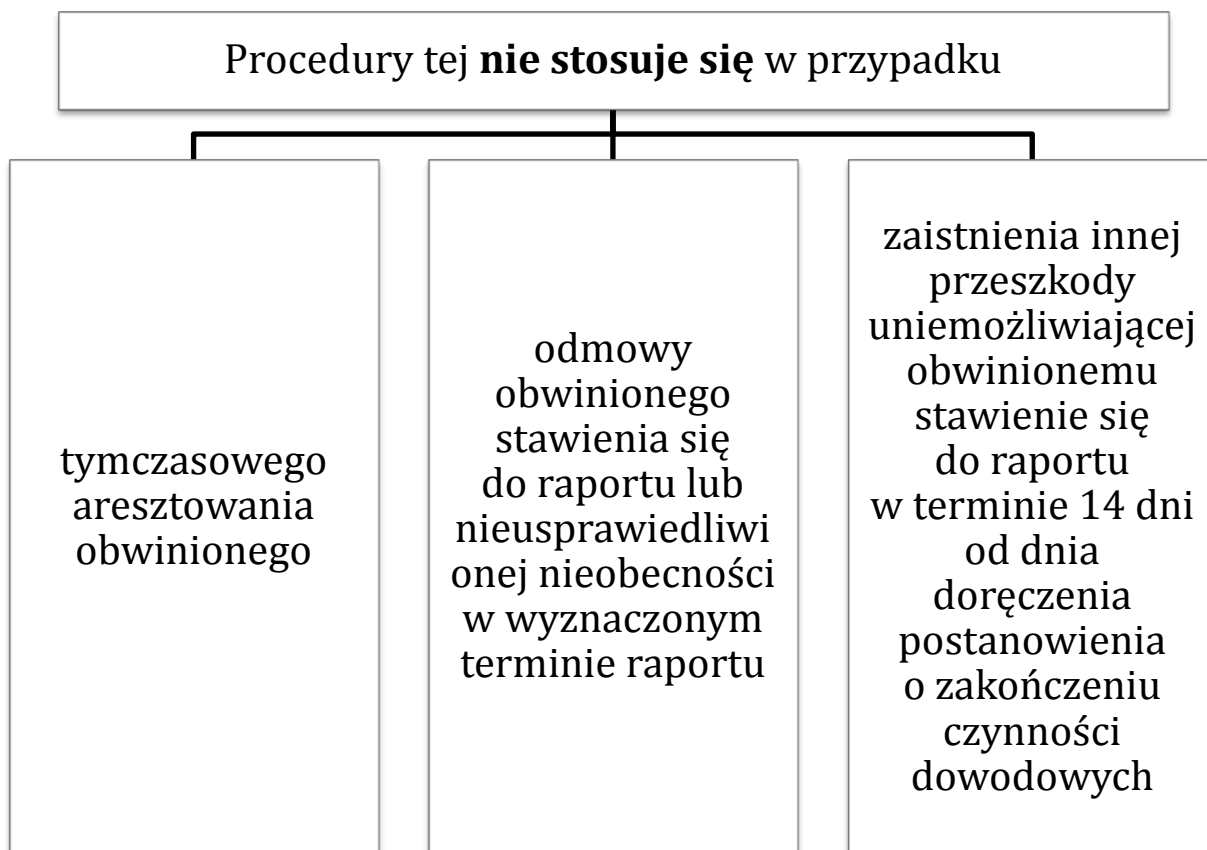 Procedury tej nie stosuje się w przypadku
tymczasowego
aresztowania
obwinionego
odmowy
obwinionego
stawienia się
do raportu lub
nieusprawiedliwi
onej nieobecności
w wyznaczonym
terminie raportu
zaistnienia innej
przeszkody
uniemożliwiającej
obwinionemu
stawienie się
do raportu
w terminie 14 dni
od dnia
doręczenia
postanowienia
o zakończeniu
czynności
dowodowych